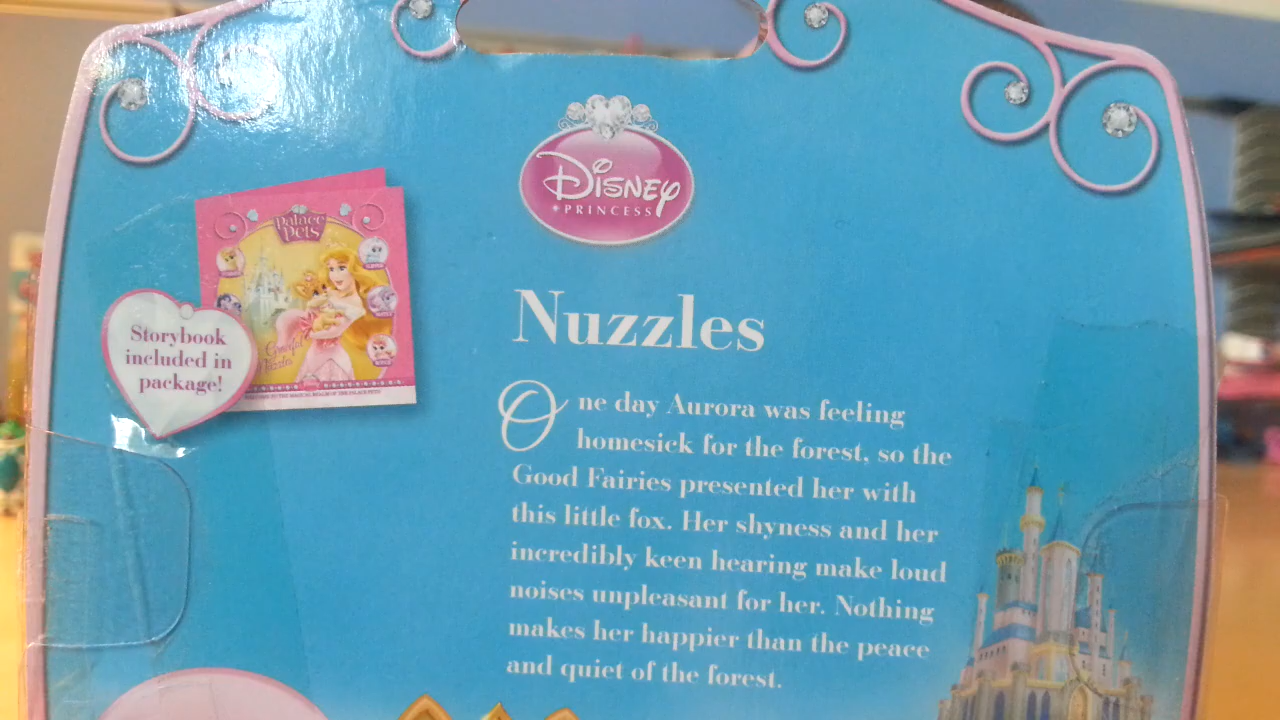 DISNEY
PRINCESS
Palace
Pets
Storybook
included in
package!
Nuzzles
One day Aurora was feeling
homesick for the forest, so the
Good Fairies presented her with
this little fox. Her shyness and her
incredibly keen hearing make loud
noises unpleasant for her. Nothing
makes her happier than the peace
and quiet of the forest.